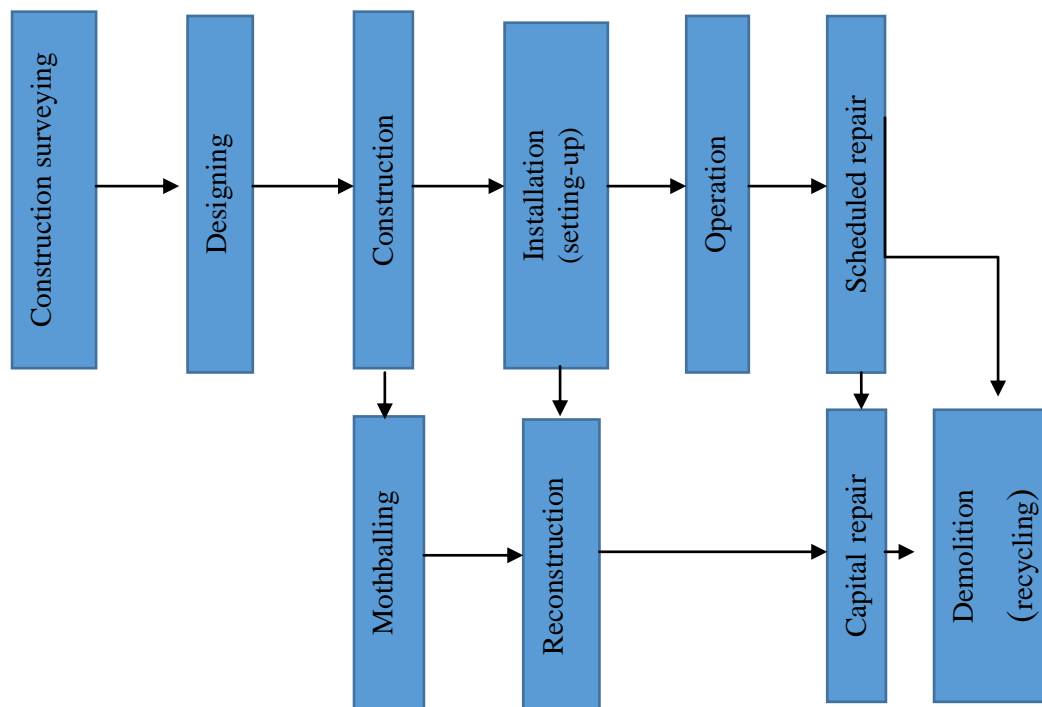 Construction surveying
Designing
Construction
Installation
(setting-up)
Operation
Scheduled repair
Mothballing
Reconstruction
Capital repair
Demolition
(recycling)